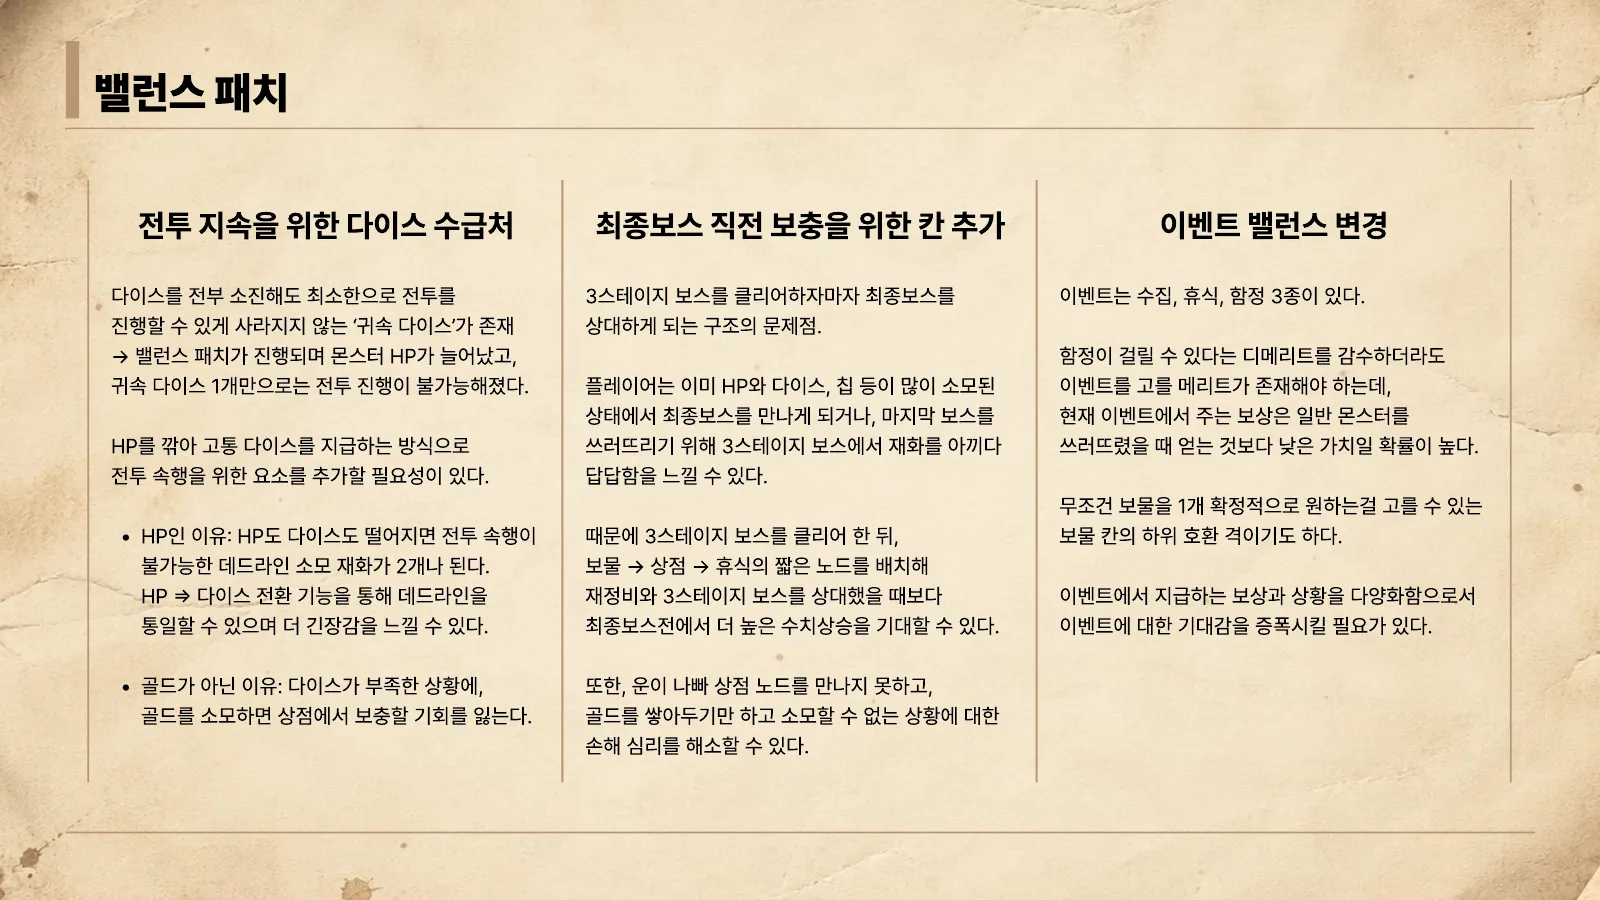 밸런스 패치
전투 지속을 위한 다이스 수급처
다이스를 전부 소진해도 최소한으로 전투를
진행할 수 있게 사라지지 않는 ‘귀속 다이스’가 존재
→ 밸런스 패치가 진행되며 몬스터 HP가 늘어났고,
귀속 다이스 1개만으로는 전투 진행이 불가능해졌다.
HP를 깎아 고통 다이스를 지급하는 방식으로
전투 속행을 위한 요소를 추가할 필요성이 있다.
• HP인 이유: HP도 다이스도 떨어지면 전투 속행이
불가능한 데드라인 소모 재화가 2개나 된다.
HP ⇒ 다이스 전환 기능을 통해 데드라인을
통일할 수 있으며 더 긴장감을 느낄 수 있다.
• 골드가 아닌 이유: 다이스가 부족한 상황에,
골드를 소모하면 상점에서 보충할 기회를 잃는다.
최종보스 직전 보충을 위한 칸 추가
3스테이지 보스를 클리어하자마자 최종보스를
상대하게 되는 구조의 문제점.
플레이어는 이미 HP와 다이스, 칩 등이 많이 소모된
상태에서 최종보스를 만나게 되거나, 마지막 보스를
쓰러뜨리기 위해 3스테이지 보스에서 재화를 아끼다
답답함을 느낄 수 있다.
때문에 3스테이지 보스를 클리어 한 뒤,
보물 → 상점 → 휴식의 짧은 노드를 배치해
재정비와 3스테이지 보스를 상대했을 때보다
최종보스전에서 더 높은 수치상승을 기대할 수 있다.
또한, 운이 나빠 상점 노드를 만나지 못하고,
골드를 쌓아두기만 하고 소모할 수 없는 상황에 대한
손해 심리를 해소할 수 있다.
이벤트 밸런스 변경
이벤트는 수집, 휴식, 함정 3종이 있다.
함정이 걸릴 수 있다는 디메리트를 감수하더라도
이벤트를 고를 메리트가 존재해야 하는데,
현재 이벤트에서 주는 보상은 일반 몬스터를
쓰러뜨렸을 때 얻는 것보다 낮은 가치일 확률이 높다.
무조건 보물을 1개 확정적으로 원하는걸 고를 수 있는
보물 칸의 하위 호환 격이기도 하다.
이벤트에서 지급하는 보상과 상황을 다양화함으로서
이벤트에 대한 기대감을 증폭시킬 필요가 있다.